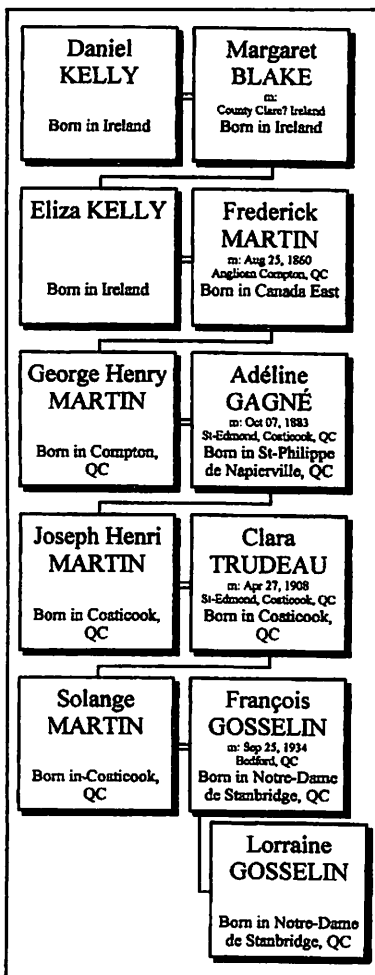 Daniel
KELLY
Born in Ireland
Margaret
BLAKE
m:
County Clare? Ireland
Born in Ireland
Eliza KELLY
Born in Ireland
Frederick
MARTIN
m: Aug 25, 1860
Anglican Compton, QC
Born in Canada East
George Henry
MARTIN
Born in Compton,
QC
Adéline
GAGNÉ
m: Oct 07, 1883
St-Edmond, Coaticook, QC
Born in St-Philippe
de Napierville, QC
Joseph Henri
MARTIN
Born in Coaticook,
QC
Clara
TRUDEAU
m: Apr 27, 1908
St-Edmond, Coaticook, QC
Born in Coaticook,
QC
Solange
MARTIN
Born in-Coaticook,
QC
François
GOSSELIN
m: Sep 25, 1934
Bedford, QC
Born in Notre-Dame
de Stanbridge, QC
Lorraine
GOSSELIN
Born in Notre-Dame
de Stanbridge, QC